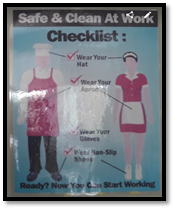 Safe & Clean At Work
Checklist :
Wear Your
Hat
Wear Your
Apron
Wear Your
Gloves
Wear Non-Slip
Shoes
Ready? Now You Can Start Working